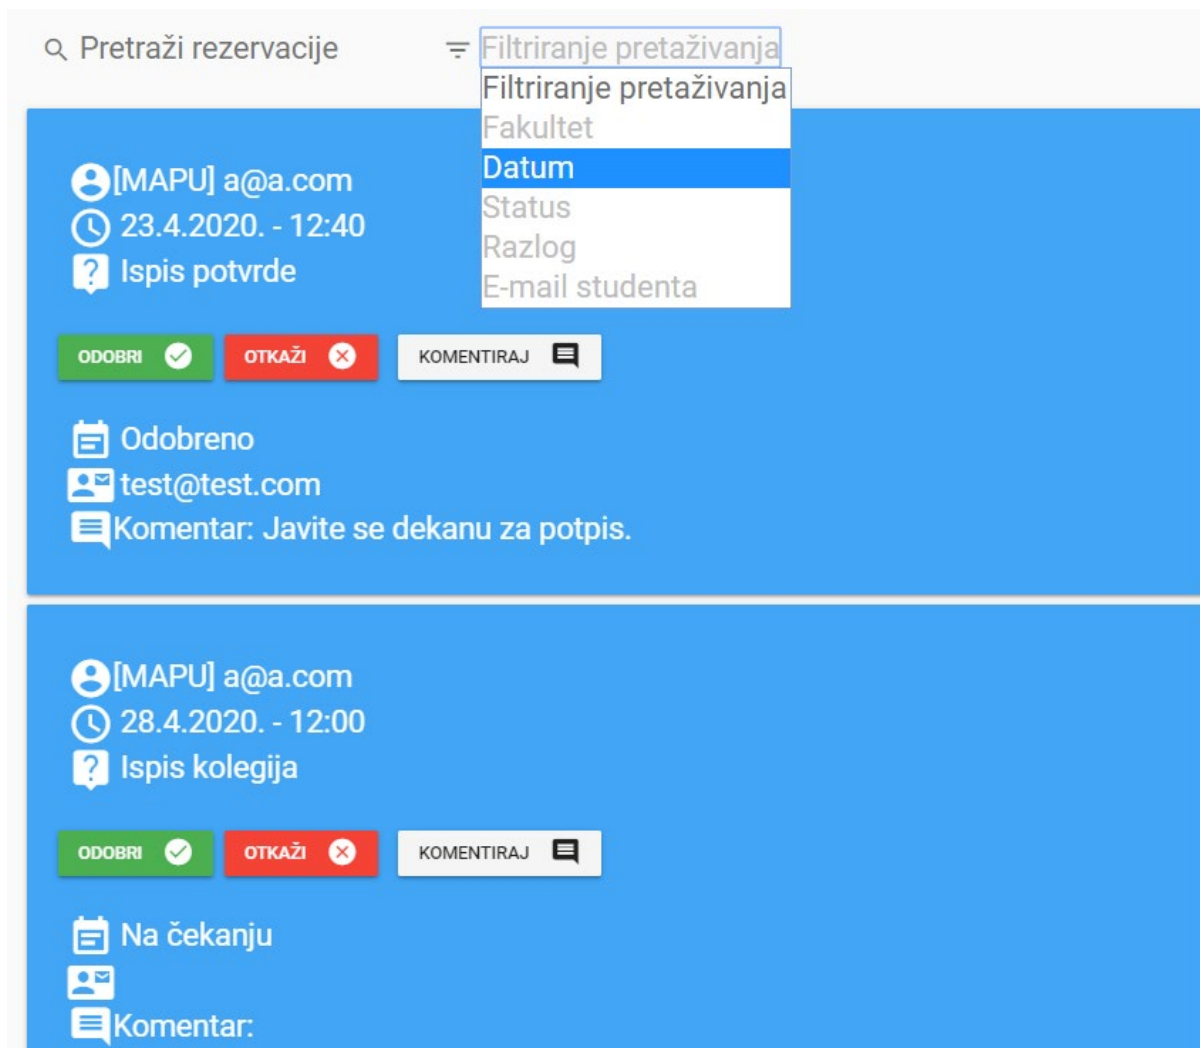 Pretraži rezervacije
Filtriranje pretaživanja
Filtriranje pretaživanja
Fakultet
Datum
Status
Razlog
E-mail studenta
[MAPU] a@a.com
23.4.2020. - 12:40
Ispis potvrde
ODOBRI OTKAŽI KOMENTIRAJ
Odobreno
test@test.com
Komentar: Javite se dekanu za potpis.
[MAPU] a@a.com
28.4.2020. - 12:00
Ispis kolegija
ODOBRI OTKAŽI KOMENTIRAJ
Na čekanju
Komentar: